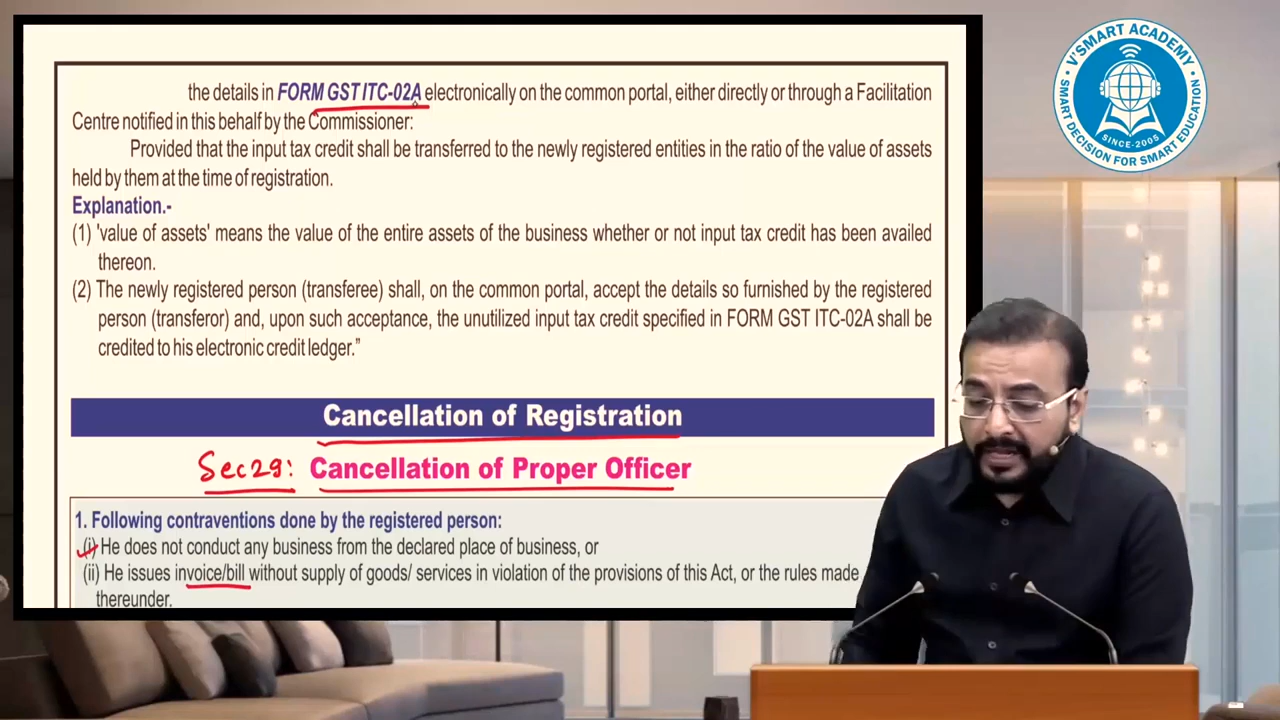 the details in FORM GST ITC-02A electronically on the common portal, either directly or through a Facilitation
Centre notified in this behalf by the Commissioner:
Provided that the input tax credit shall be transferred to the newly registered entities in the ratio of the value of assets
held by them at the time of registration.
Explanation.-
(1) 'value of assets' means the value of the entire assets of the business whether or not input tax credit has been availed
thereon.
(2) The newly registered person (transferee) shall, on the common portal, accept the details so furnished by the registered
person (transferor) and, upon such acceptance, the unutilized input tax credit specified in FORM GST ITC-02A shall be
credited to his electronic credit ledger.”
Cancellation of Registration
Sec 29: Cancellation of Proper Officer
1. Following contraventions done by the registered person:
(i) He does not conduct any business from the declared place of business, or
(ii) He issues invoice/bill without supply of goods/ services in violation of the provisions of this Act, or the rules made
thereunder.
V'SMART ACADEMY
SINCE-2005
SMART DECISION FOR SMART EDUCATION